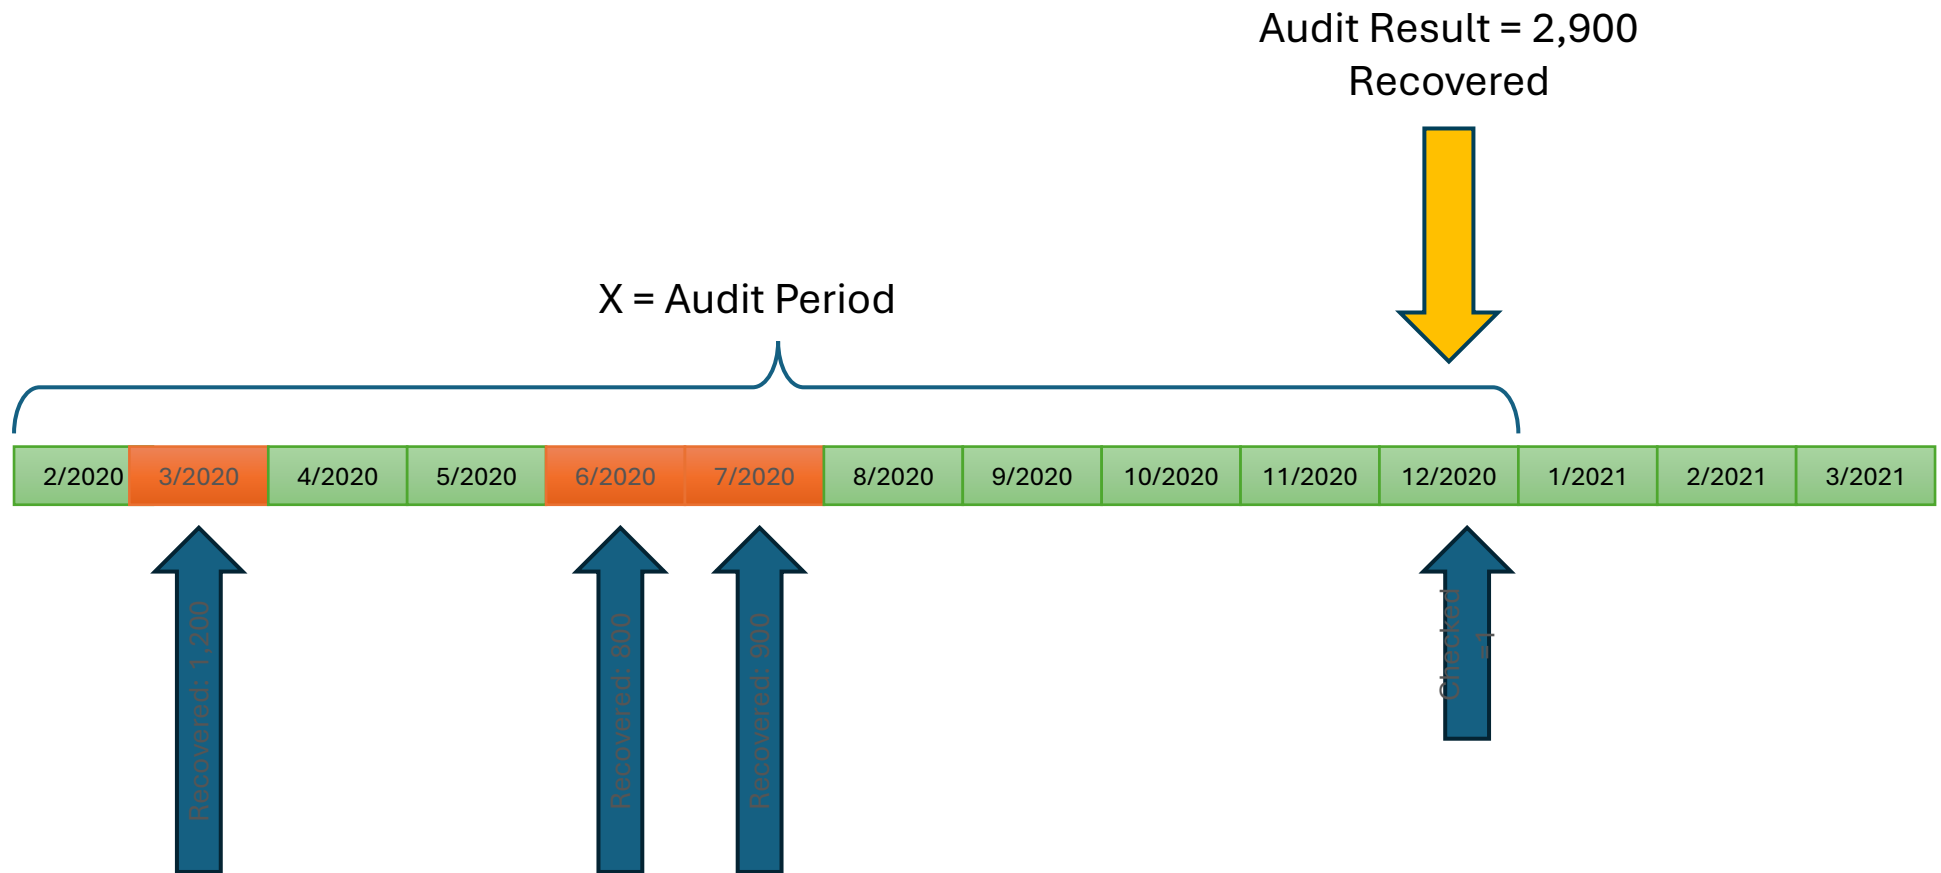 Audit Result = 2,900
Recovered
X = Audit Period
2/2020
3/2020
4/2020
5/2020
6/2020
7/2020
8/2020
9/2020
10/2020
11/2020
12/2020
1/2021
2/2021
3/2021
Recovered: 1,200
Recovered: 800
Recovered: 900
Checked
=1